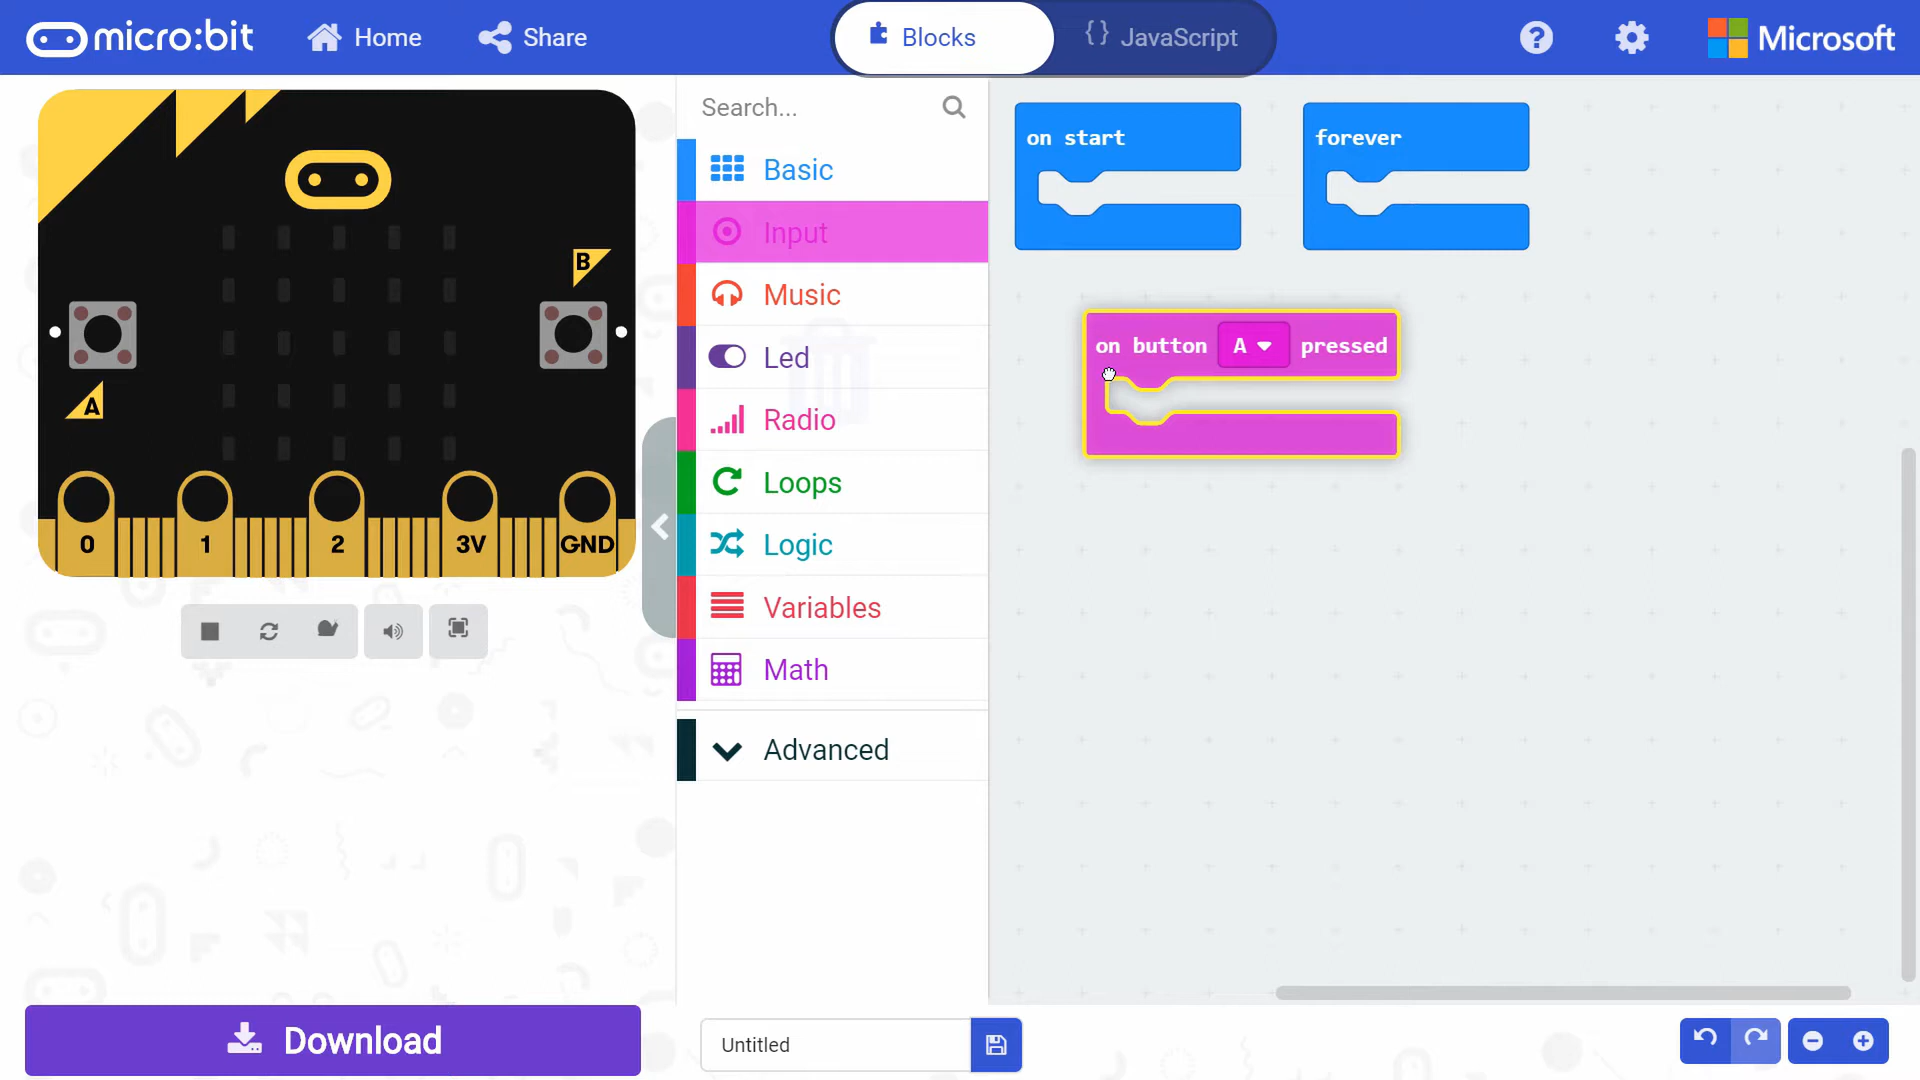 micro:bit Home Share Blocks {} JavaScript ? Microsoft
Search...
Basic
Input
Music
Led
Radio
Loops
Logic
Variables
Math
Advanced
on start
forever
on button A pressed
B
A
0 1 2 3V GND
Download
Untitled